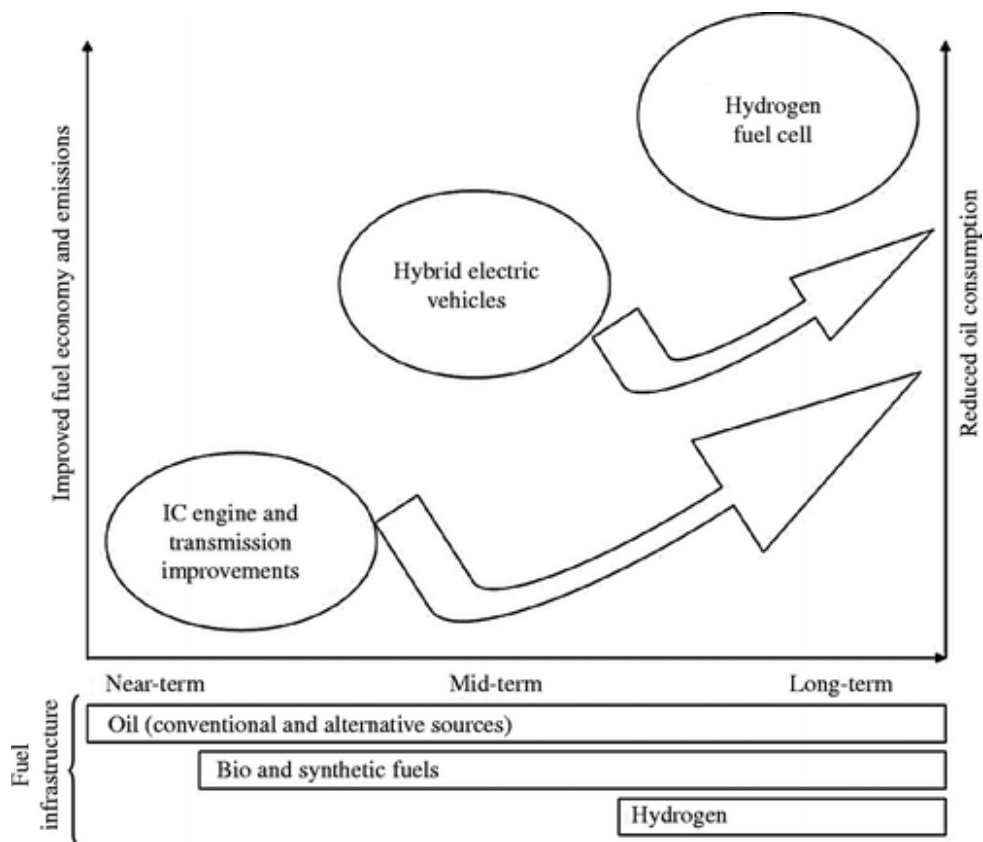 Improved fuel economy and emissions
Hydrogen
fuel cell
Hybrid electric
vehicles
IC engine and
transmission
improvements
Reduced oil consumption
Near-term
Mid-term
Long-term
Fuel
infrastructure
Oil (conventional and alternative sources)
Bio and synthetic fuels
Hydrogen